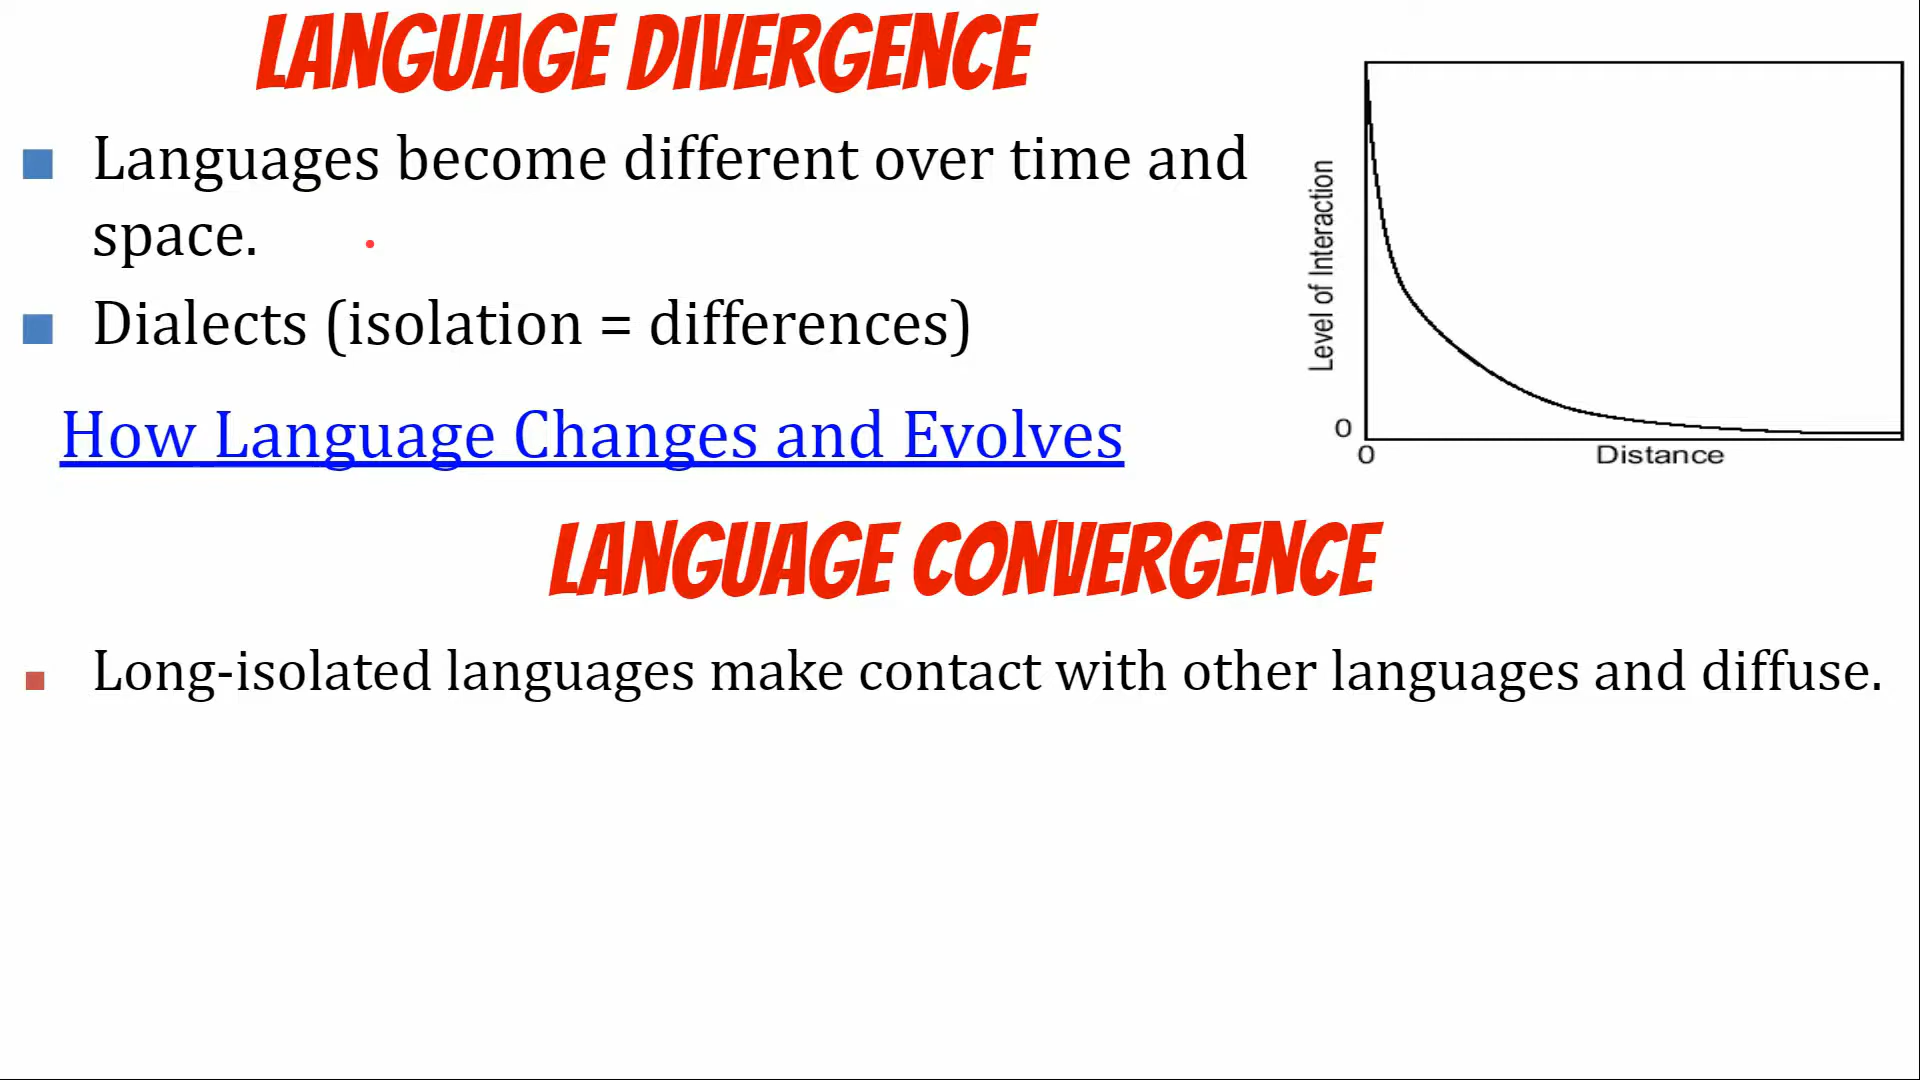 LANGUAGE DIVERGENCE
Languages become different over time and
space.
Dialects (isolation = differences)
How Language Changes and Evolves
Level of Interaction
0
0
Distance
LANGUAGE CONVERGENCE
Long-isolated languages make contact with other languages and diffuse.